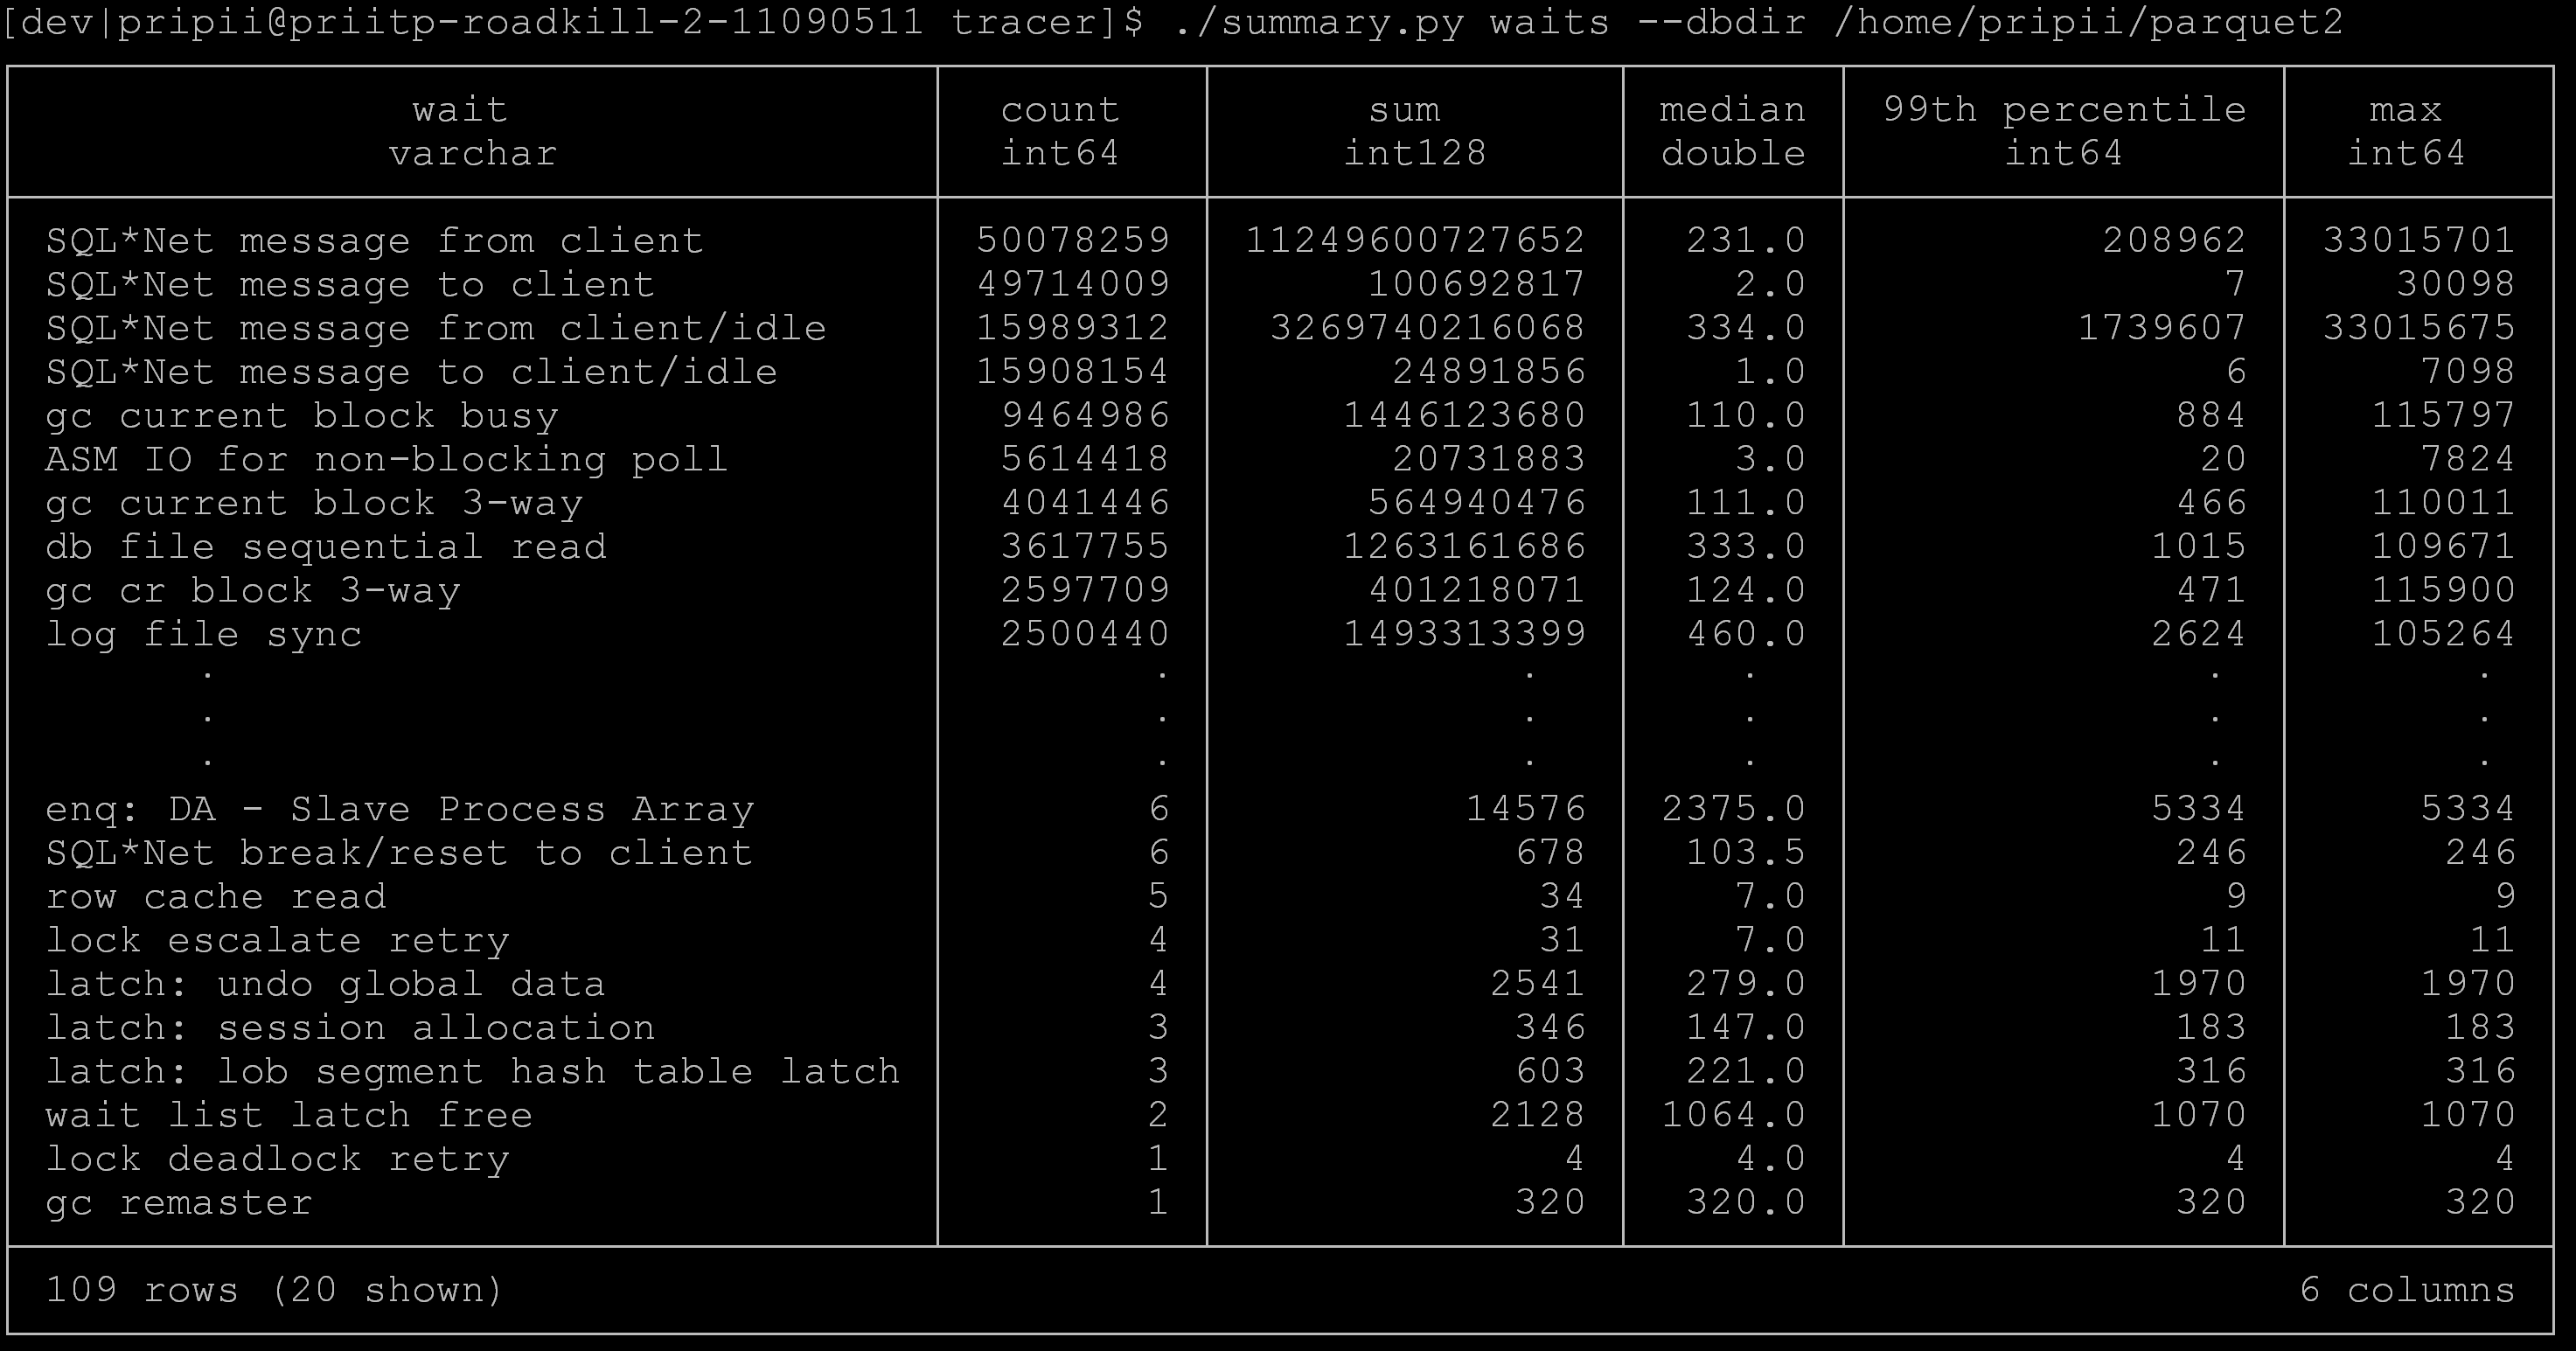 [dev|pripii@priitp-roadkill-2-11090511 tracer]$ ./summary.py waits --dbdir /home/pripii/parquet2
wait count sum median 99th percentile max
varchar int64 int128 double int64 int64
SQL*Net message from client 50078259 11249600727652 231.0 208962 33015701
SQL*Net message to client 49714009 100692817 2.0 7 30098
SQL*Net message from client/idle 15989312 3269740216068 334.0 1739607 33015675
SQL*Net message to client/idle 15908154 24891856 1.0 6 7098
gc current block busy 9464986 1446123680 110.0 884 115797
ASM IO for non-blocking poll 5614418 20731883 3.0 20 7824
gc current block 3-way 4041446 564940476 111.0 466 110011
db file sequential read 3617755 1263161686 333.0 1015 109671
gc cr block 3-way 2597709 401218071 124.0 471 115900
log file sync 2500440 1493313399 460.0 2624 105264
. . . . . .
. . . . . .
. . . . . .
enq: DA - Slave Process Array 6 14576 2375.0 5334 5334
SQL*Net break/reset to client 6 678 103.5 246 246
row cache read 5 34 7.0 9 9
lock escalate retry 4 31 7.0 11 11
latch: undo global data 4 2541 279.0 1970 1970
latch: session allocation 3 346 147.0 183 183
latch: lob segment hash table latch 3 603 221.0 316 316
wait list latch free 2 2128 1064.0 1070 1070
lock deadlock retry 1 4 4.0 4 4
gc remaster 1 320 320.0 320 320
109 rows (20 shown) 6 columns